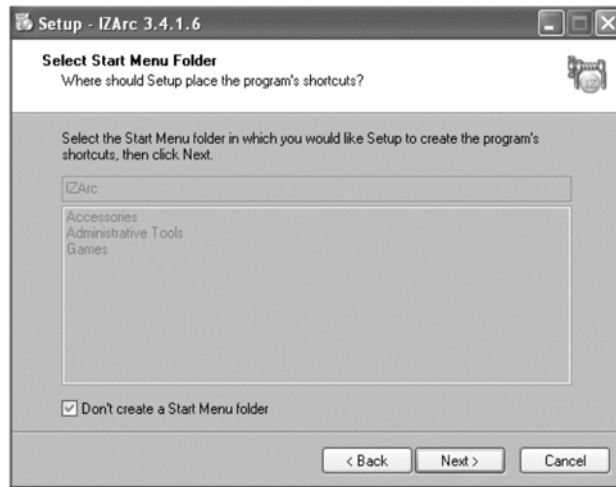 Setup - IZArc 3.4.1.6
Select Start Menu Folder
Where should Setup place the program's shortcuts?
Select the Start Menu folder in which you would like Setup to create the program's
shortcuts, then click Next.
IZArc
Accessories
Administrative Tools
Games
Don't create a Start Menu folder
< Back
Next >
Cancel